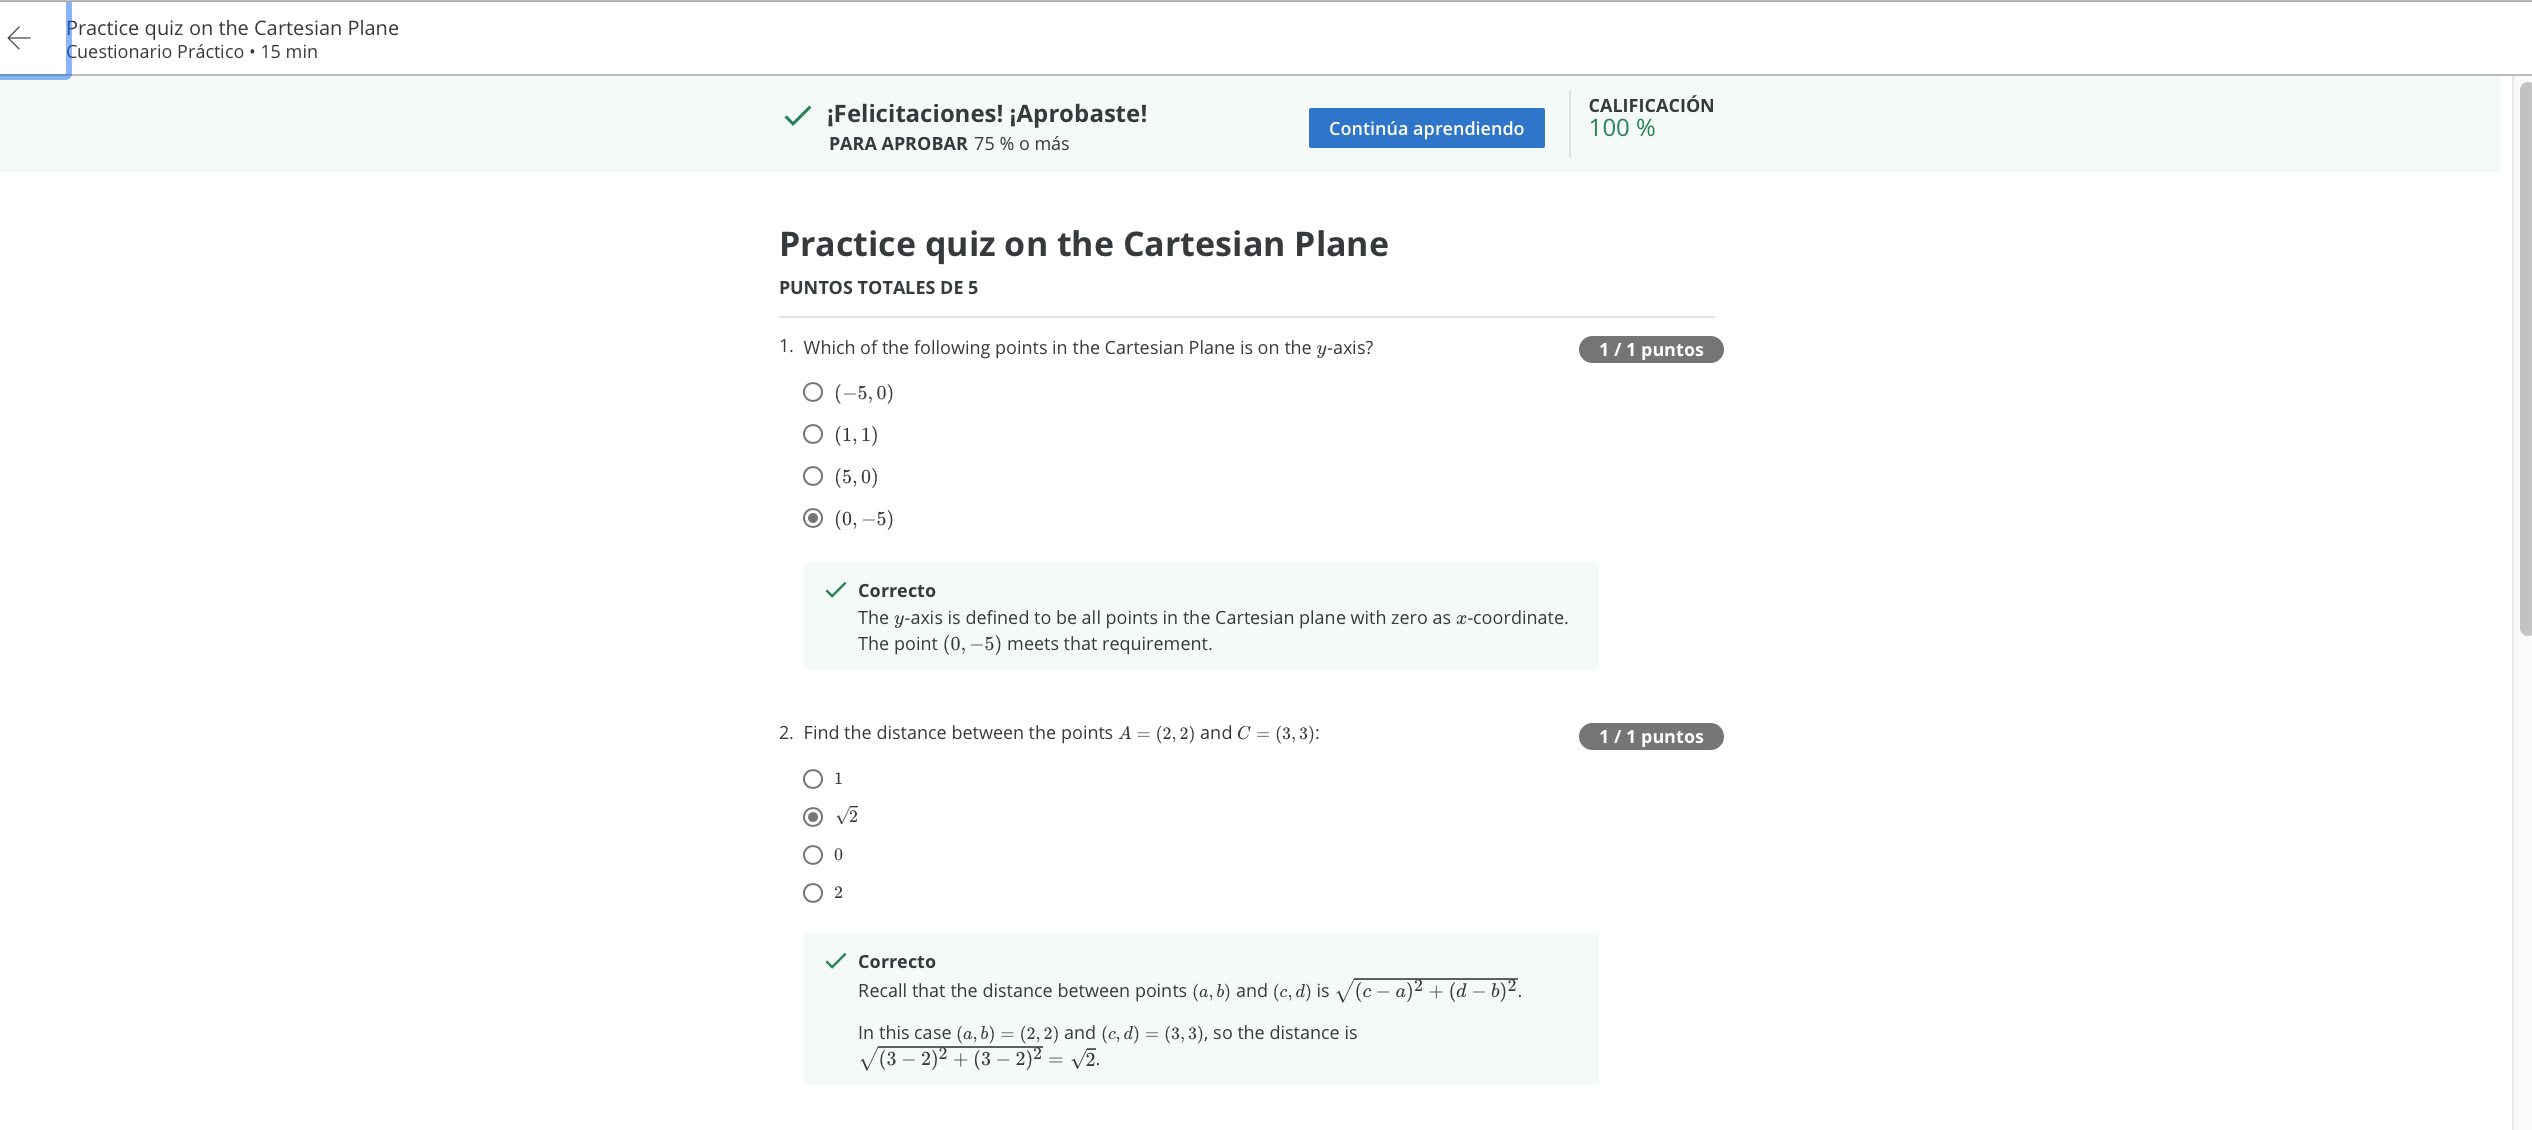 Practice quiz on the Cartesian Plane
Cuestionario Práctico • 15 min
¡Felicitaciones! ¡Aprobaste!
PARA APROBAR 75 % o más
Continúa aprendiendo
CALIFICACIÓN
100 %
Practice quiz on the Cartesian Plane
PUNTOS TOTALES DE 5
1. Which of the following points in the Cartesian Plane is on the y-axis?
1 / 1 puntos
(−5, 0)
(1, 1)
(5, 0)
(0, −5)
Correcto
The y-axis is defined to be all points in the Cartesian plane with zero as x-coordinate.
The point (0, −5) meets that requirement.
2. Find the distance between the points A = (2, 2) and C = (3, 3):
1 / 1 puntos
1
√2
0
2
Correcto
Recall that the distance between points (a, b) and (c, d) is √(c − a)² + (d − b)².
In this case (a, b) = (2, 2) and (c, d) = (3, 3), so the distance is
√(3 − 2)² + (3 − 2)² = √2.